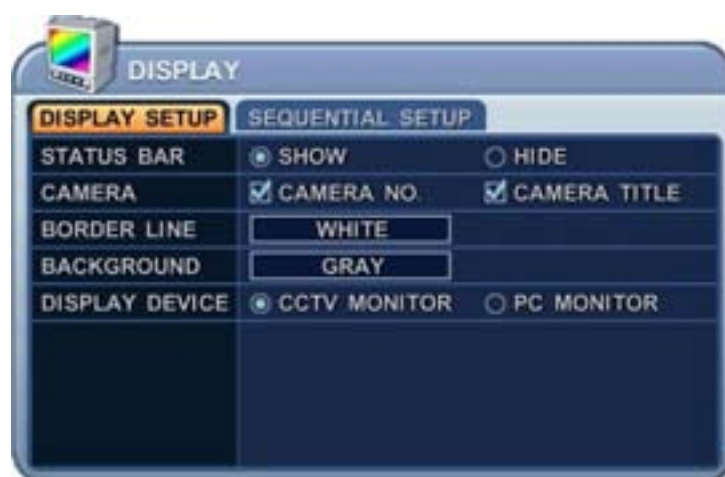 DISPLAY
DISPLAY SETUP SEQUENTIAL SETUP
STATUS BAR SHOW HIDE
CAMERA CAMERA NO. CAMERA TITLE
BORDER LINE WHITE
BACKGROUND GRAY
DISPLAY DEVICE CCTV MONITOR PC MONITOR